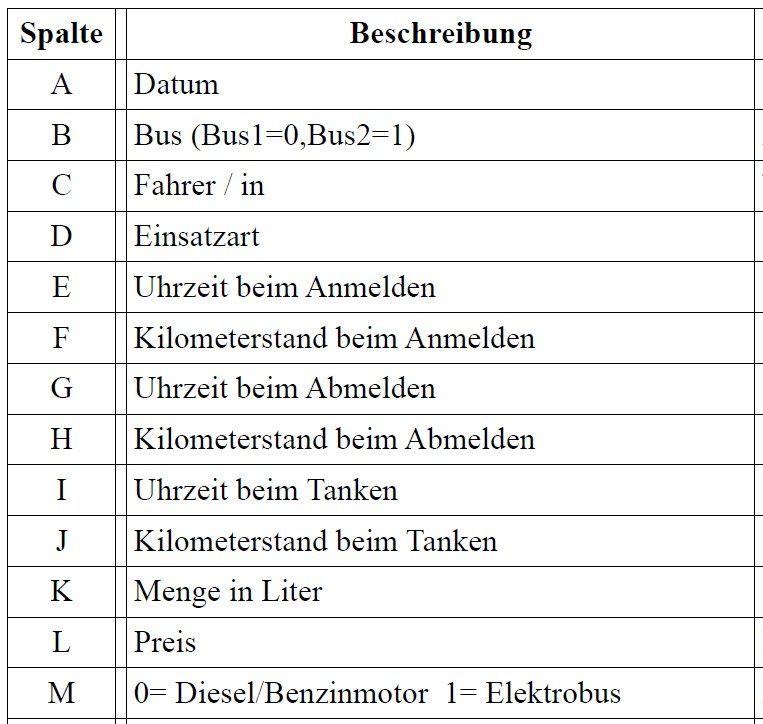 Spalte Beschreibung
A Datum
B Bus (Bus1=0,Bus2=1)
C Fahrer / in
D Einsatzart
E Uhrzeit beim Anmelden
F Kilometerstand beim Anmelden
G Uhrzeit beim Abmelden
H Kilometerstand beim Abmelden
I Uhrzeit beim Tanken
J Kilometerstand beim Tanken
K Menge in Liter
L Preis
M 0= Diesel/Benzinmotor 1= Elektrobus